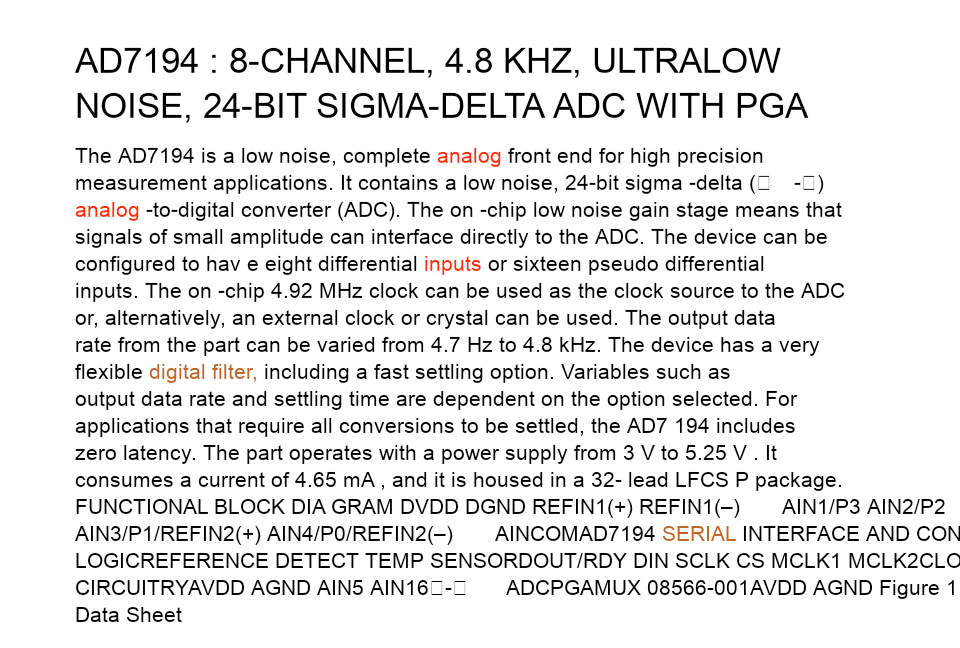 AD7194 : 8-CHANNEL, 4.8 KHZ, ULTRALOW
NOISE, 24-BIT SIGMA-DELTA ADC WITH PGA
The AD7194 is a low noise, complete analog front end for high precision
measurement applications. It contains a low noise, 24-bit sigma -delta (□ -□)
analog -to-digital converter (ADC). The on -chip low noise gain stage means that
signals of small amplitude can interface directly to the ADC. The device can be
configured to hav e eight differential inputs or sixteen pseudo differential
inputs. The on -chip 4.92 MHz clock can be used as the clock source to the ADC
or, alternatively, an external clock or crystal can be used. The output data
rate from the part can be varied from 4.7 Hz to 4.8 kHz. The device has a very
flexible digital filter, including a fast settling option. Variables such as
output data rate and settling time are dependent on the option selected. For
applications that require all conversions to be settled, the AD7 194 includes
zero latency. The part operates with a power supply from 3 V to 5.25 V . It
consumes a current of 4.65 mA , and it is housed in a 32- lead LFCS P package.
FUNCTIONAL BLOCK DIA GRAM DVDD DGND REFIN1(+) REFIN1(–) AIN1/P3 AIN2/P2
AIN3/P1/REFIN2(+) AIN4/P0/REFIN2(–) AINCOMAD7194 SERIAL INTERFACE AND CON
LOGICREFERENCE DETECT TEMP SENSORDOUT/RDY DIN SCLK CS MCLK1 MCLK2CLO
CIRCUITRYAVDD AGND AIN5 AIN16□-□ ADCPGAMUX 08566-001AVDD AGND Figure 1
Data Sheet